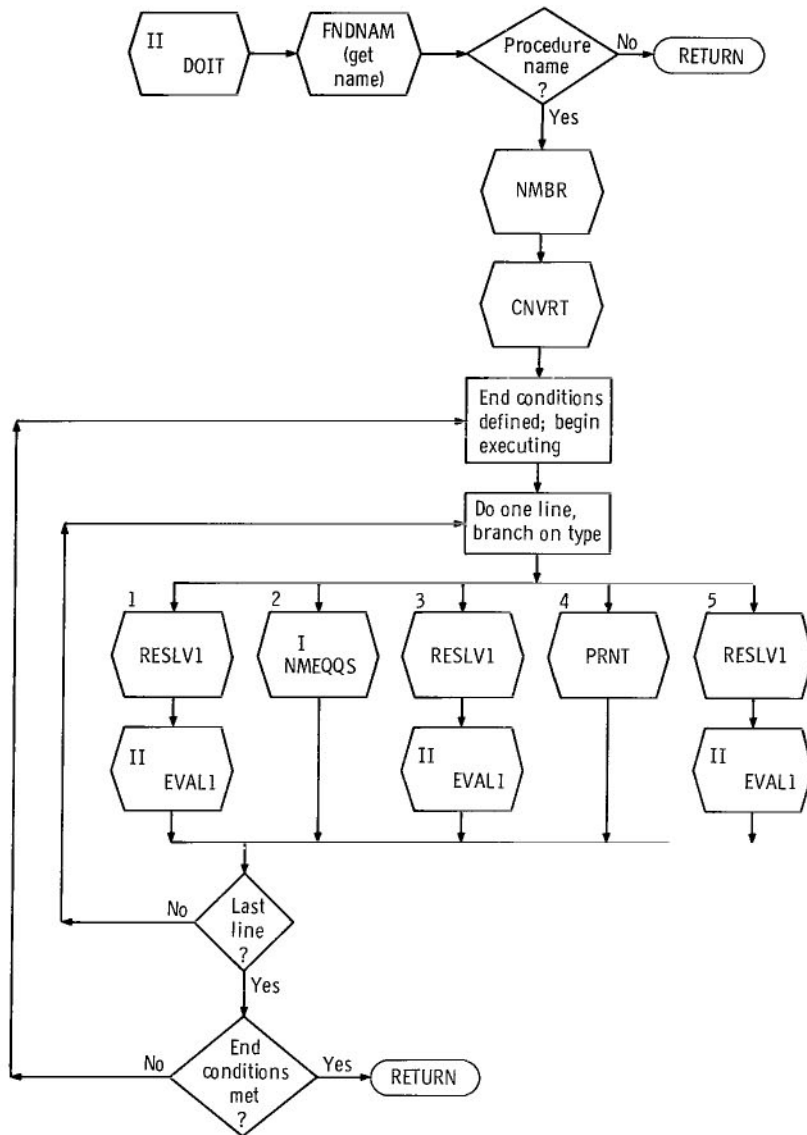 II
DOIT
FNDNAM
(get
name)
Procedure
name
?
No
RETURN
Yes
NMBR
CNVRT
End conditions
defined; begin
executing
Do one line,
branch on type
1
RESLV1
2
I
NMEQQS
3
RESLV1
4
PRNT
5
RESLV1
II
EVAL1
II
EVAL1
II
EVAL1
Last
line
?
No
Yes
End
conditions
met
?
No
Yes
RETURN